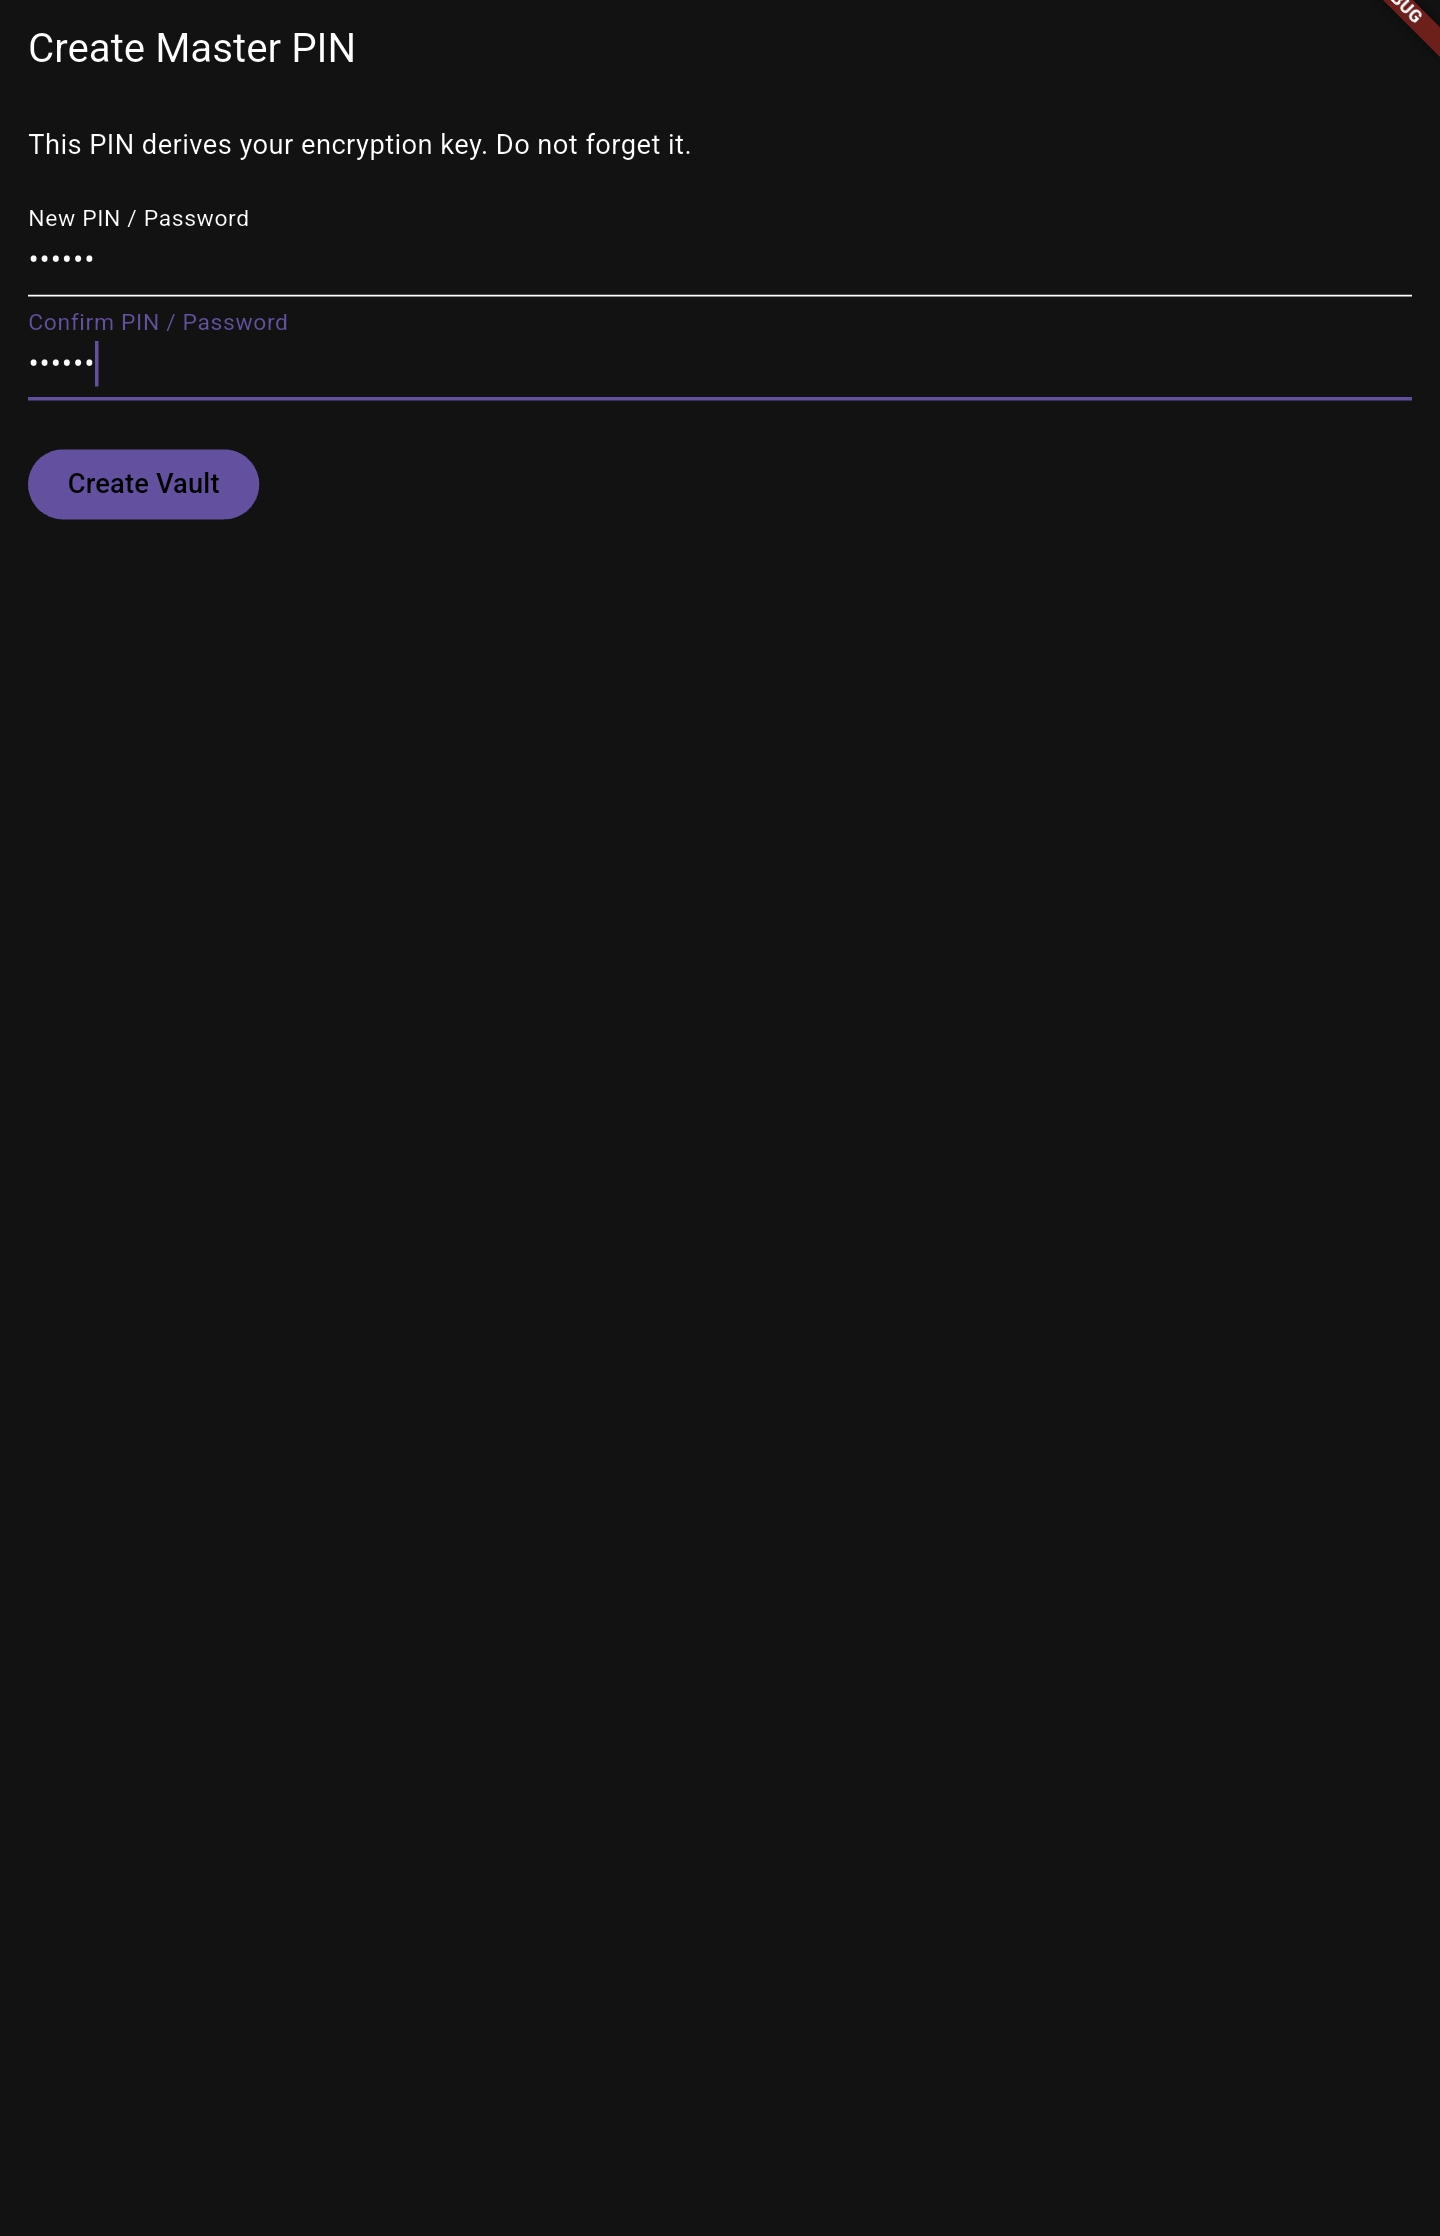 Create Master PIN
This PIN derives your encryption key. Do not forget it.
New PIN / Password
••••••
Confirm PIN / Password
••••••
Create Vault